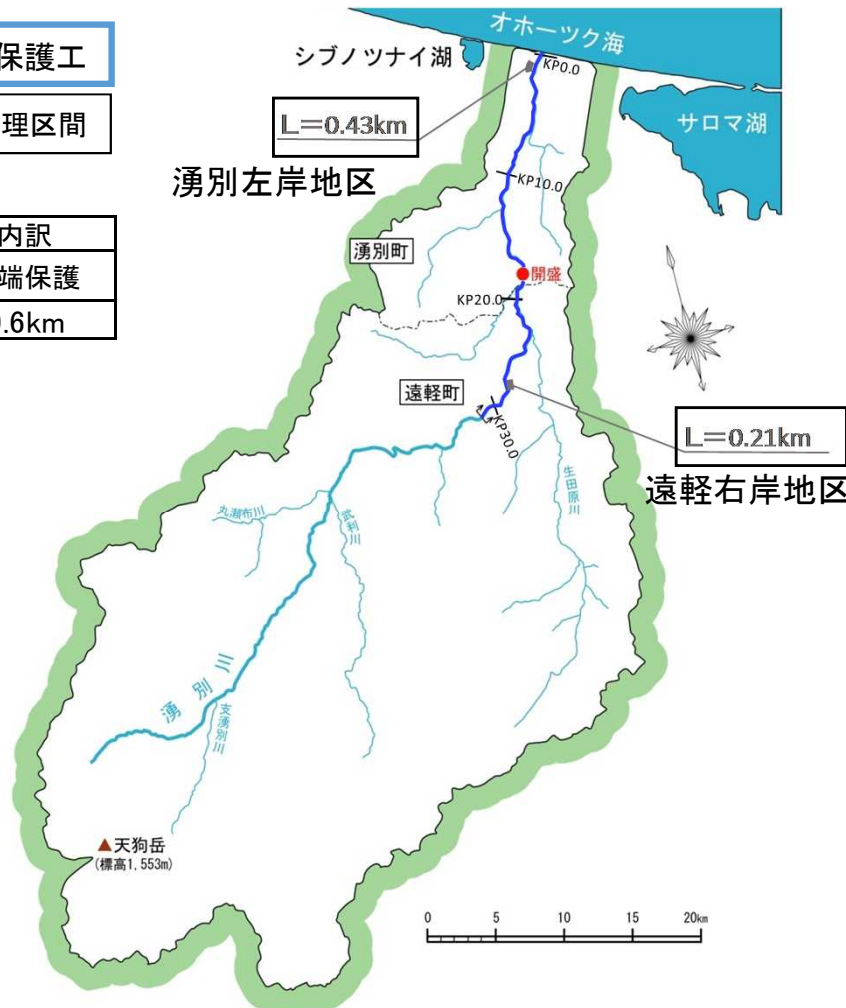 保護工
理区間
内訳
端保護
.6km
オホーツク海
シブノツナイ湖
KP0.0
サロマ湖
L=0.43km
湧別左岸地区
KP10.0
湧別町
開盛
KP20.0
遠軽町
KP30.0
L=0.21km
遠軽右岸地区
生田原川
丸瀬布川
武利川
湧別川
支湧別川
▲天狗岳
(標高1,553m)
0 5 10 15 20km